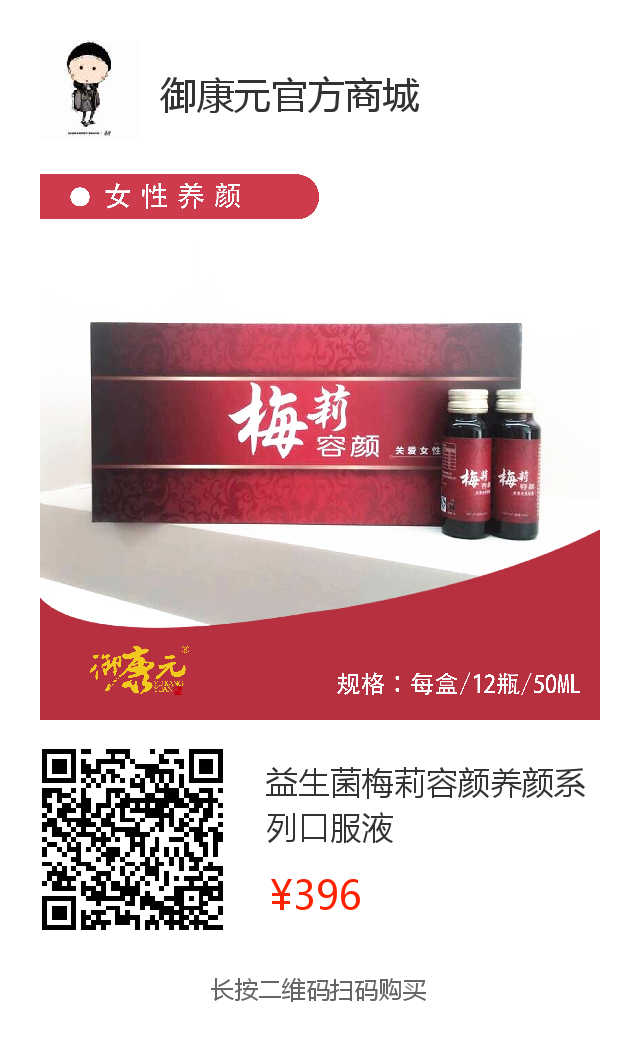 御康元官方商城
女性养颜
梅莉
容颜
关爱女性
梅莉
容颜
梅莉
容颜
御康元®
YUKANG
YUAN
规格：每盒/12瓶/50ML
益生菌梅莉容颜养颜系
列口服液
¥396
长按二维码扫码购买